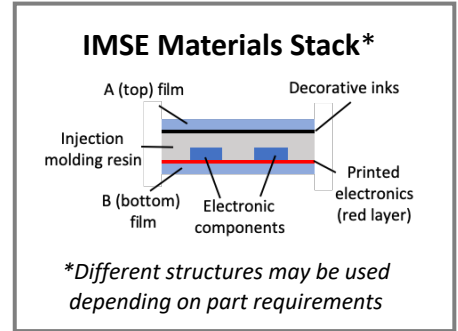 IMSE Materials Stack*
A (top) film
Decorative inks
Injection
molding resin
B (bottom)
film
Electronic
components
Printed
electronics
(red layer)
*Different structures may be used
depending on part requirements